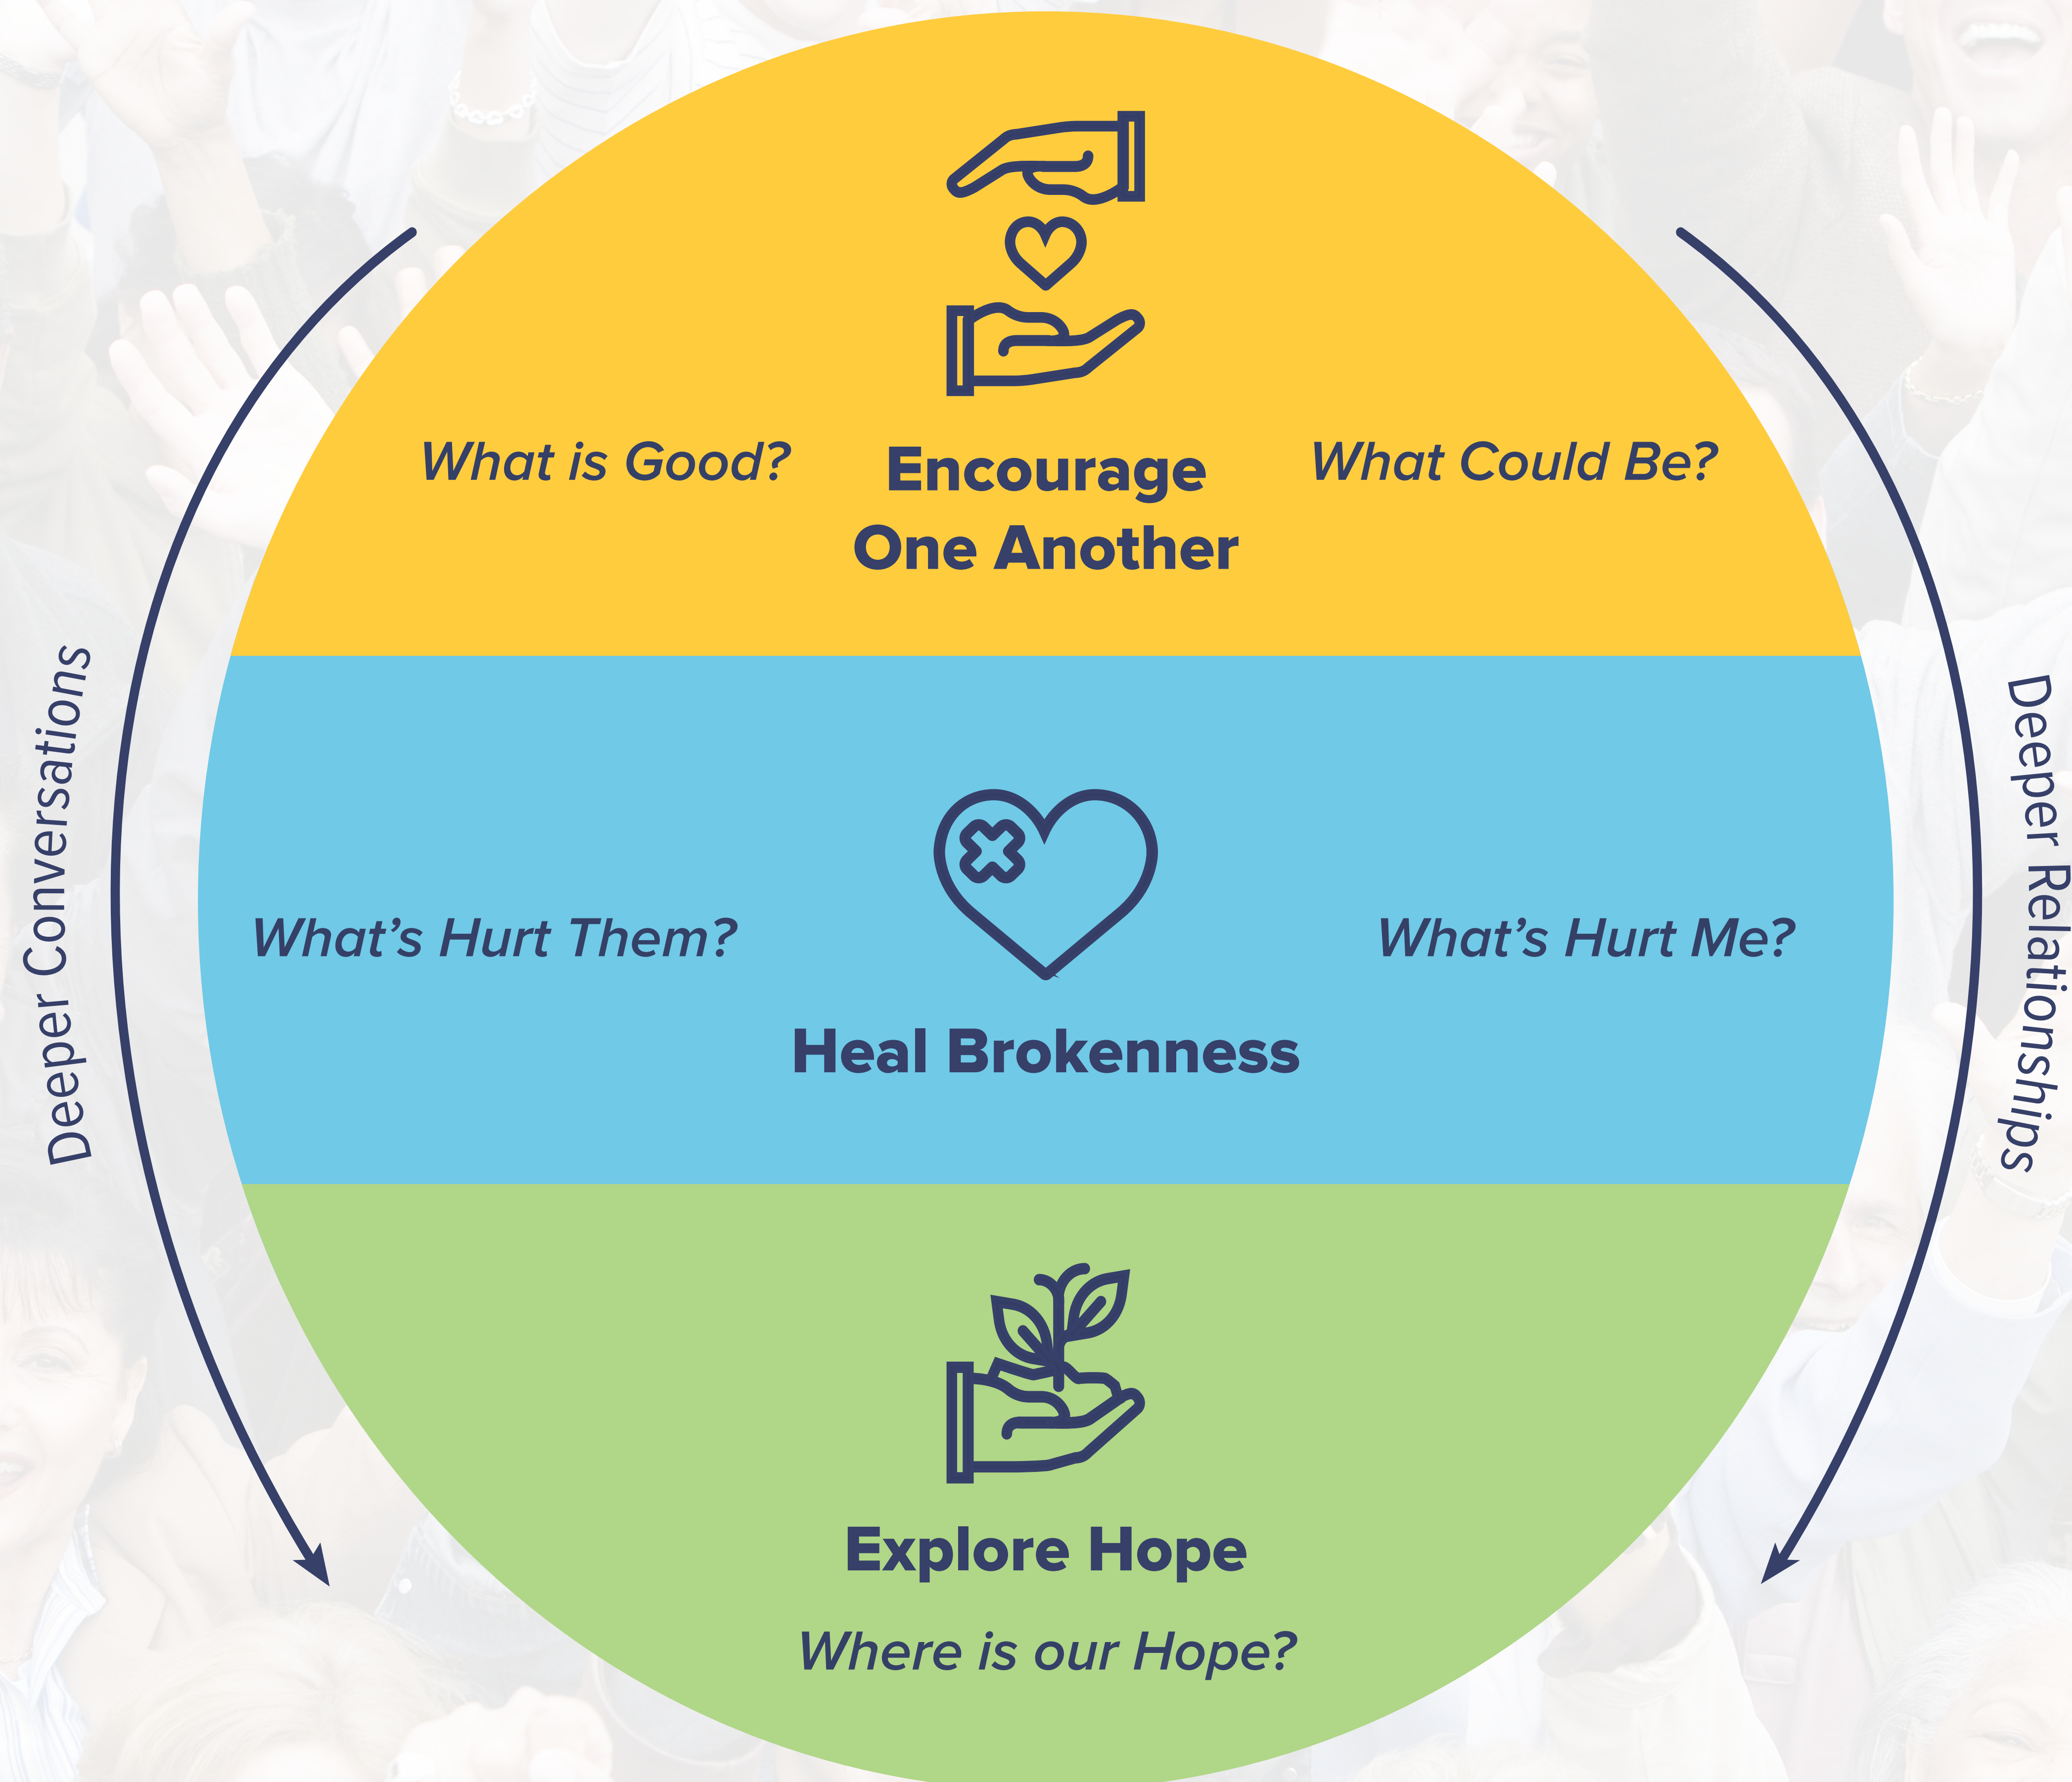 What is Good?
Encourage
One Another
What Could Be?
Deeper Conversations
Deeper Relationships
What’s Hurt Them?
What’s Hurt Me?
Heal Brokenness
Explore Hope
Where is our Hope?